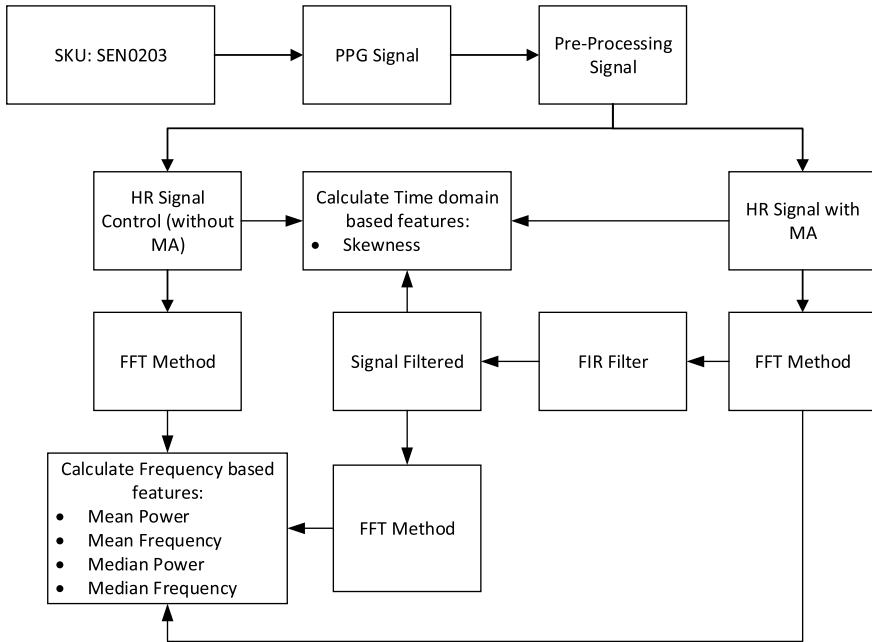 SKU: SEN0203
PPG Signal
Pre-Processing
Signal
HR Signal
Control (without
MA)
Calculate Time domain
based features:
• Skewness
HR Signal with
MA
FFT Method
Signal Filtered
FIR Filter
FFT Method
Calculate Frequency based
features:
• Mean Power
• Mean Frequency
• Median Power
• Median Frequency
FFT Method